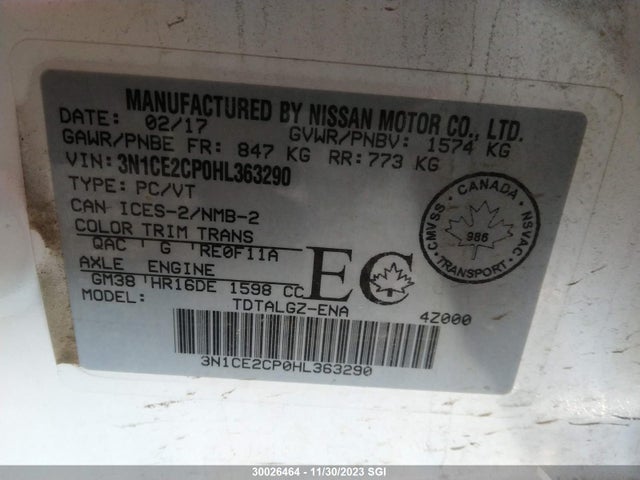 MANUFACTURED BY NISSAN MOTOR CO., LTD.
DATE: 02/17 GVWR/PNBV: 1574 KG
GAWR/PNBE FR: 847 KG RR: 773 KG
VIN: 3N1CE2CP0HL363290
TYPE: PC/VT
CAN ICES-2/NMB-2
COLOR TRIM TRANS
QAC G RE0F11A
AXLE ENGINE
GM38 HR16DE 1598 CC
EC
MODEL: TDTALGZ-ENA 4Z000
3N1CE2CP0HL363290
CANADA
CMVSS NSVAC
986
TRANSPORT
30026464 - 11/30/2023 SGI